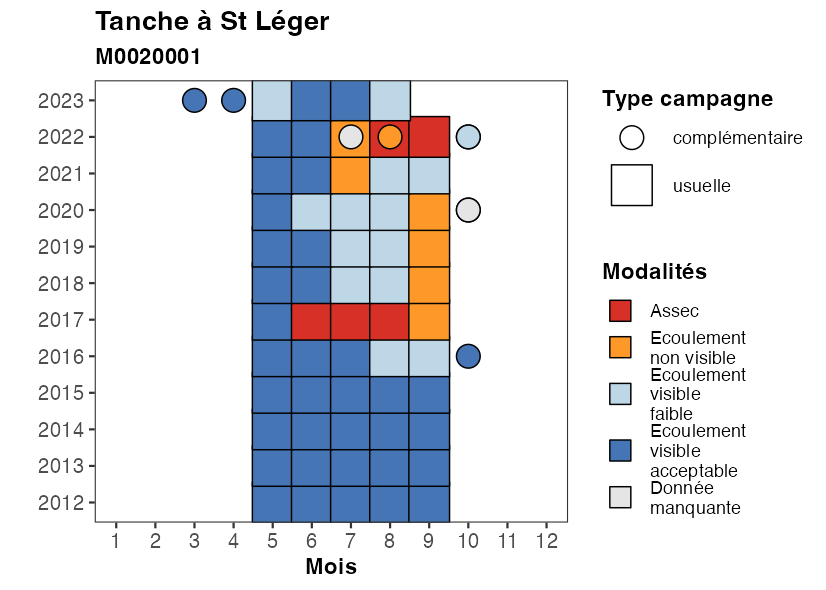 Tanche à St Léger
M0020001
2023
2022
2021
2020
2019
2018
2017
2016
2015
2014
2013
2012
1 2 3 4 5 6 7 8 9 10 11 12
Mois
Type campagne
complémentaire
usuelle
Modalités
Assec
Ecoulement
non visible
Ecoulement
visible
faible
Ecoulement
visible
acceptable
Donnée
manquante